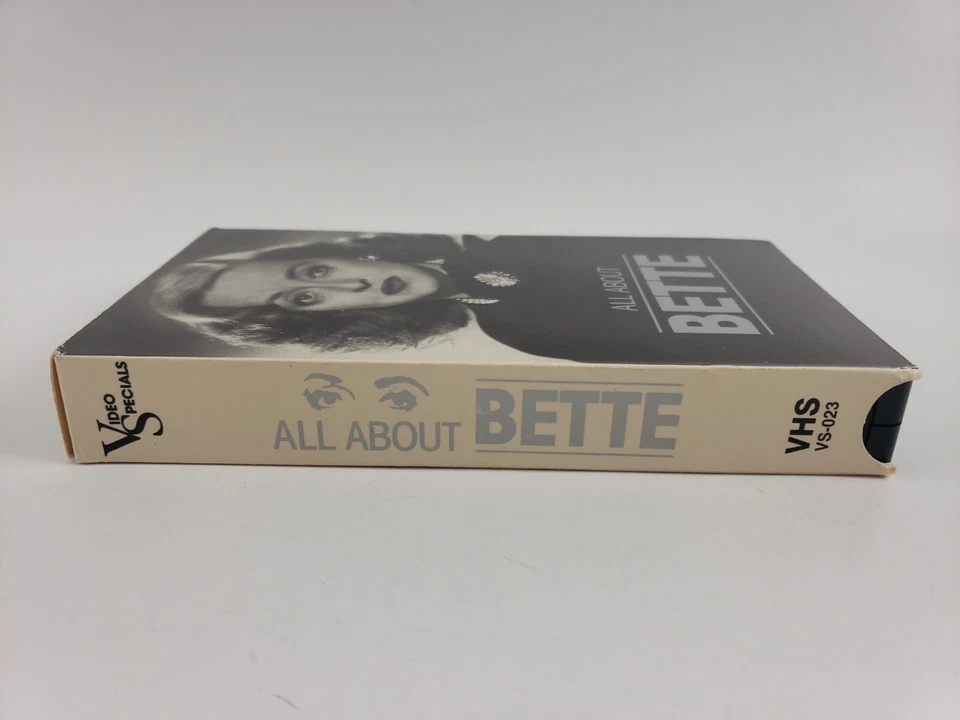 ALL ABOUT
BETTE
VIDEO
SPECIALS
ALL ABOUT BETTE
VHS
VS-023